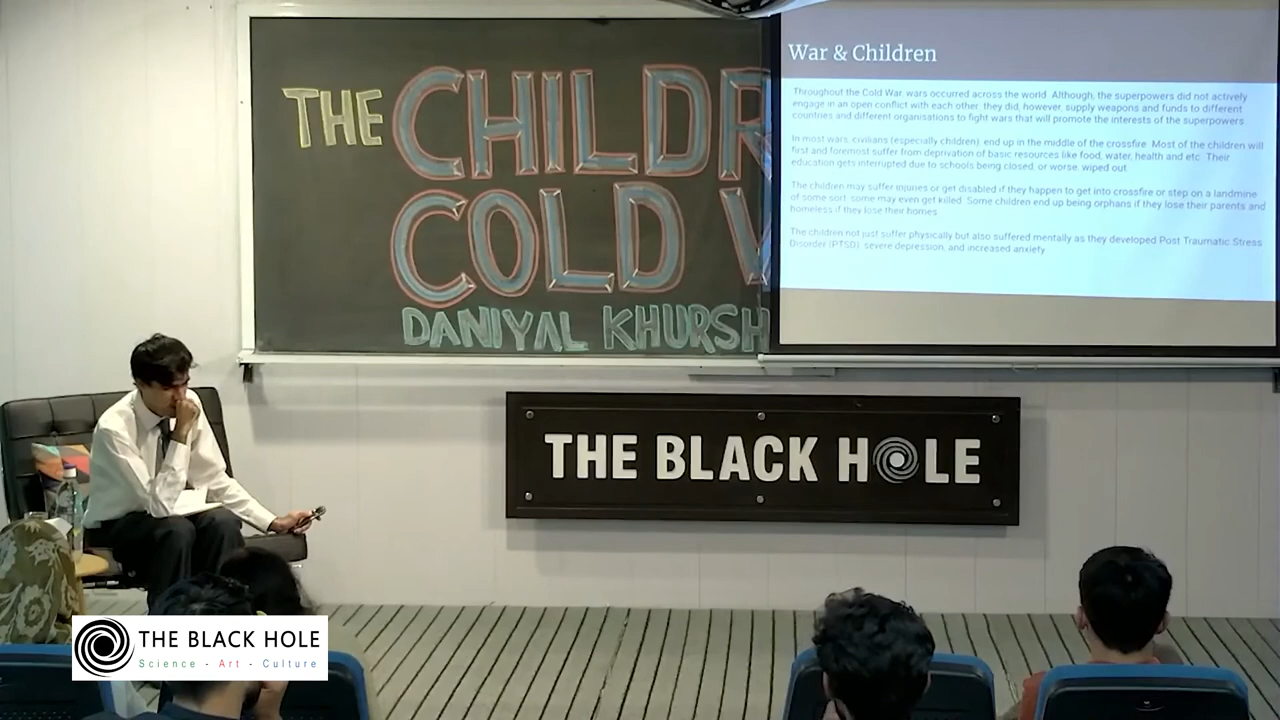 THE CHILDR
COLD W
DANIYAL KHURSH
War & Children
Throughout the Cold War, wars occurred across the world. Although, the superpowers did not actively
engage in an open conflict with each other, they did, however, supply weapons and funds to different
countries and different organisations to fight wars that will promote the interests of the superpowers.
In most wars, civilians (especially children), end up in the middle of the crossfire. Most of the children will
first and foremost suffer from deprivation of basic resources like food, water, health and etc. Their
education gets interrupted due to schools being closed, or worse, wiped out.
The children may suffer injuries or get disabled if they happen to get into crossfire or step on a landmine
of some sort, some may even get killed. Some children end up being orphans if they lose their parents and
homeless if they lose their homes.
The children not just suffer physically but also suffered mentally as they developed Post Traumatic Stress
Disorder (PTSD), severe depression, and increased anxiety.
THE BLACK HOLE
THE BLACK HOLE
Science - Art - Culture